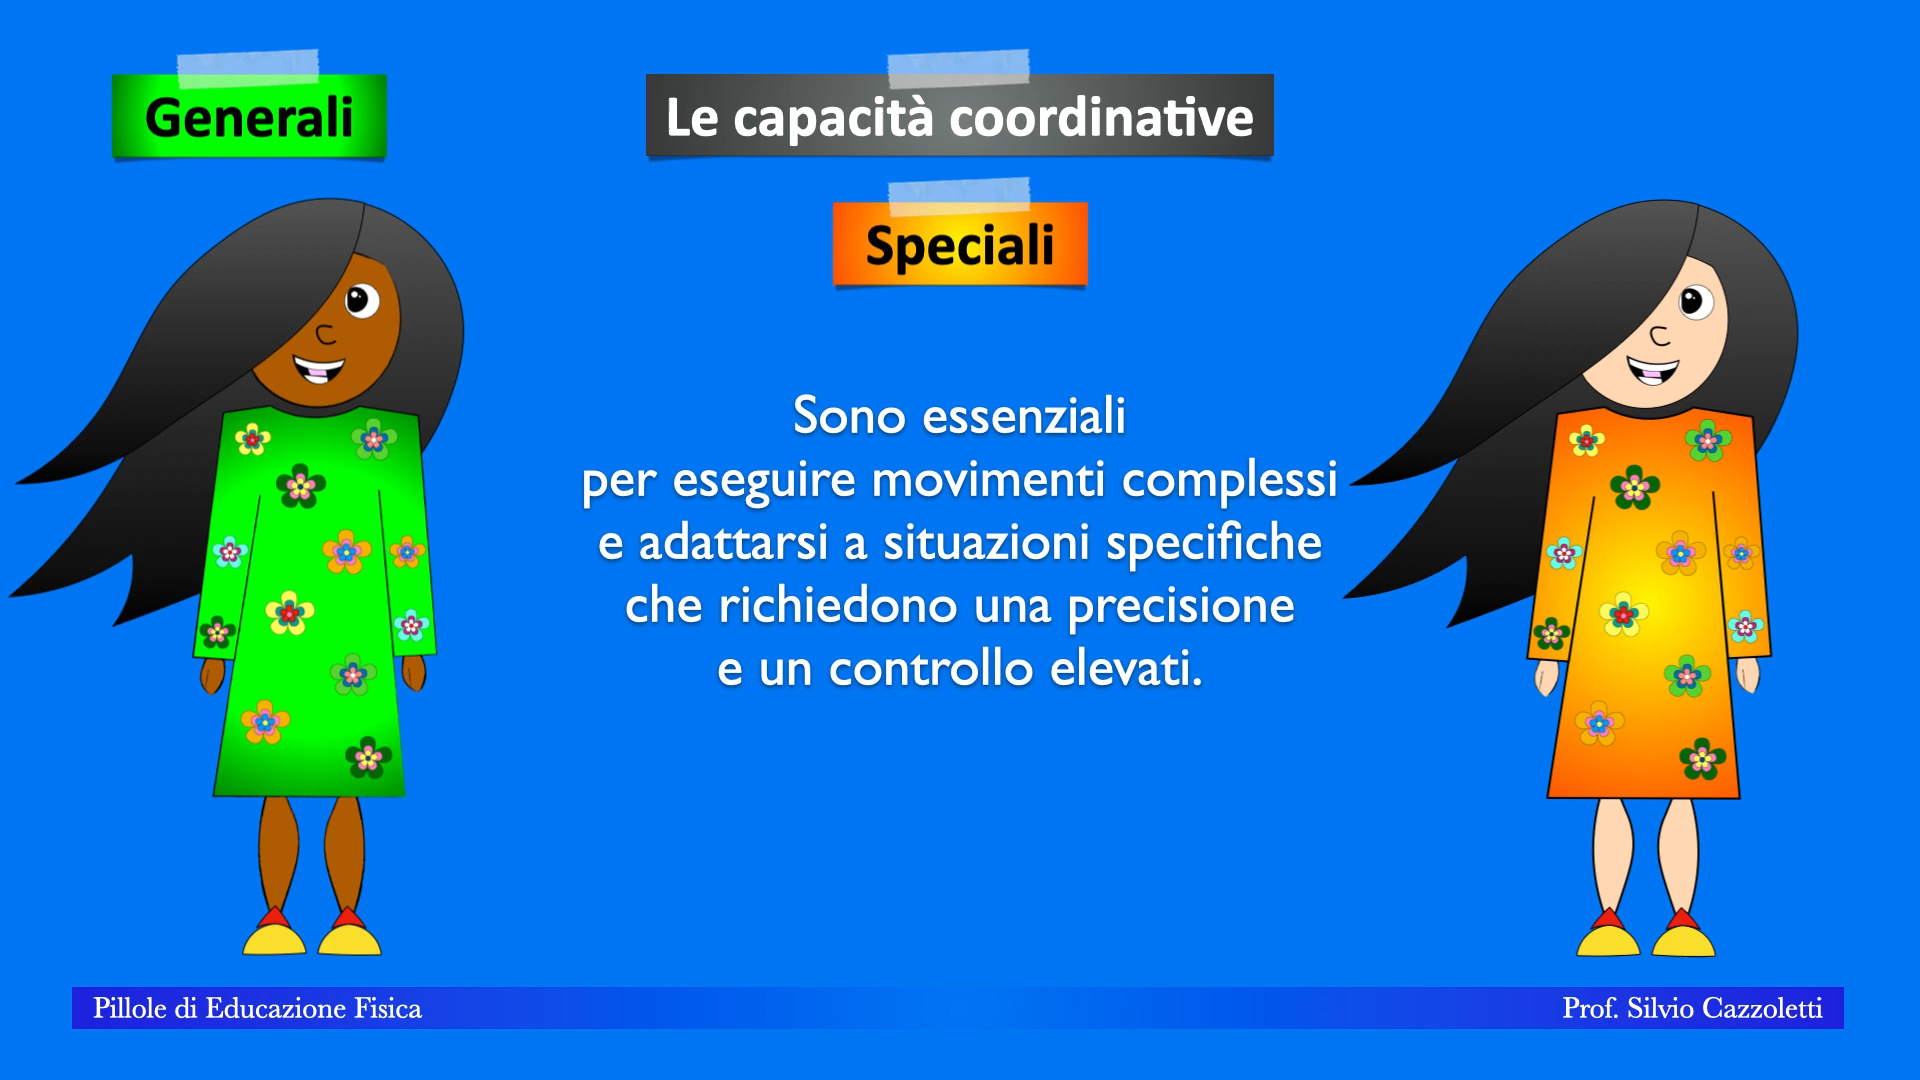 Generali
Le capacità coordinative
Speciali
Sono essenziali
per eseguire movimenti complessi
e adattarsi a situazioni specifiche
che richiedono una precisione
e un controllo elevati.
Pillole di Educazione Fisica
Prof. Silvio Cazzoletti